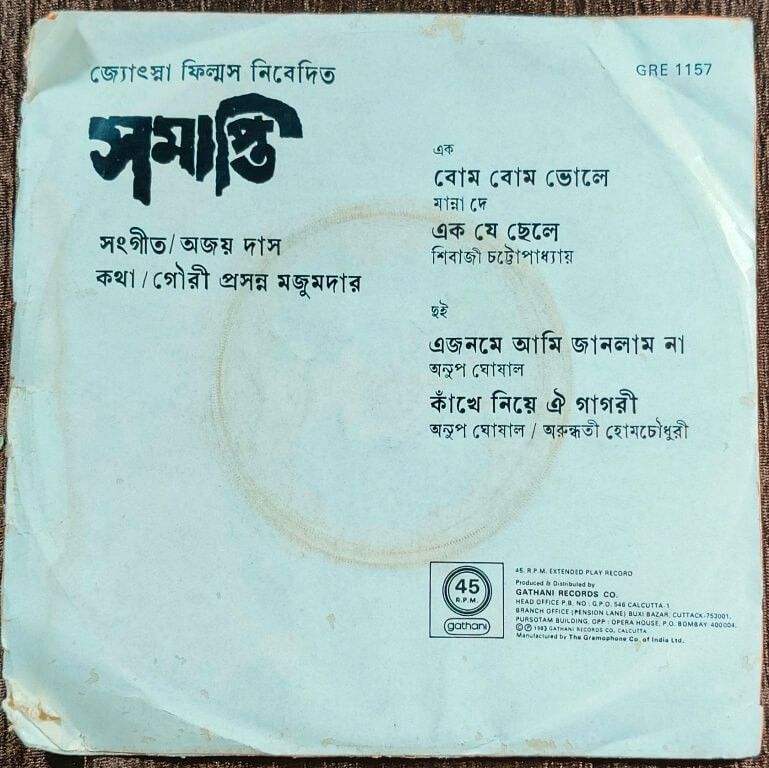 জ্যোৎস্না ফিল্মস নিবেদিত
সমাপ্তি
সংগীত/অজয় দাস
কথা/গৌরী প্রসন্ন মজুমদার
GRE 1157
এক
বোম বোম ভোলে
মান্না দে
এক যে ছেলে
শিবাজী চট্টোপাধ্যায়
দুই
এজনমে আমি জানলাম না
অনুপ ঘোষাল
কাঁখে নিয়ে ঐ গাগরী
অনুপ ঘোষাল / অরুন্ধতী হোমচৌধুরী
45
R.P.M.
gathani
45. R.P.M. EXTENDED PLAY RECORD
Produced & Distributed by
GATHANI RECORDS CO.
HEAD OFFICE P.B. NO : G.P.O. 546 CALCUTTA 1
BRANCH OFFICE (PENSION LANE) BUXI BAZAR, CUTTACK-753001,
PURSOTAM BUILDING, OPP : OPERA HOUSE, P.O. BOMBAY 400004.
©℗ 1983 GATHANI RECORDS CO, CALCUTTA
Manufactured by The Gramophone Co. of India Ltd.